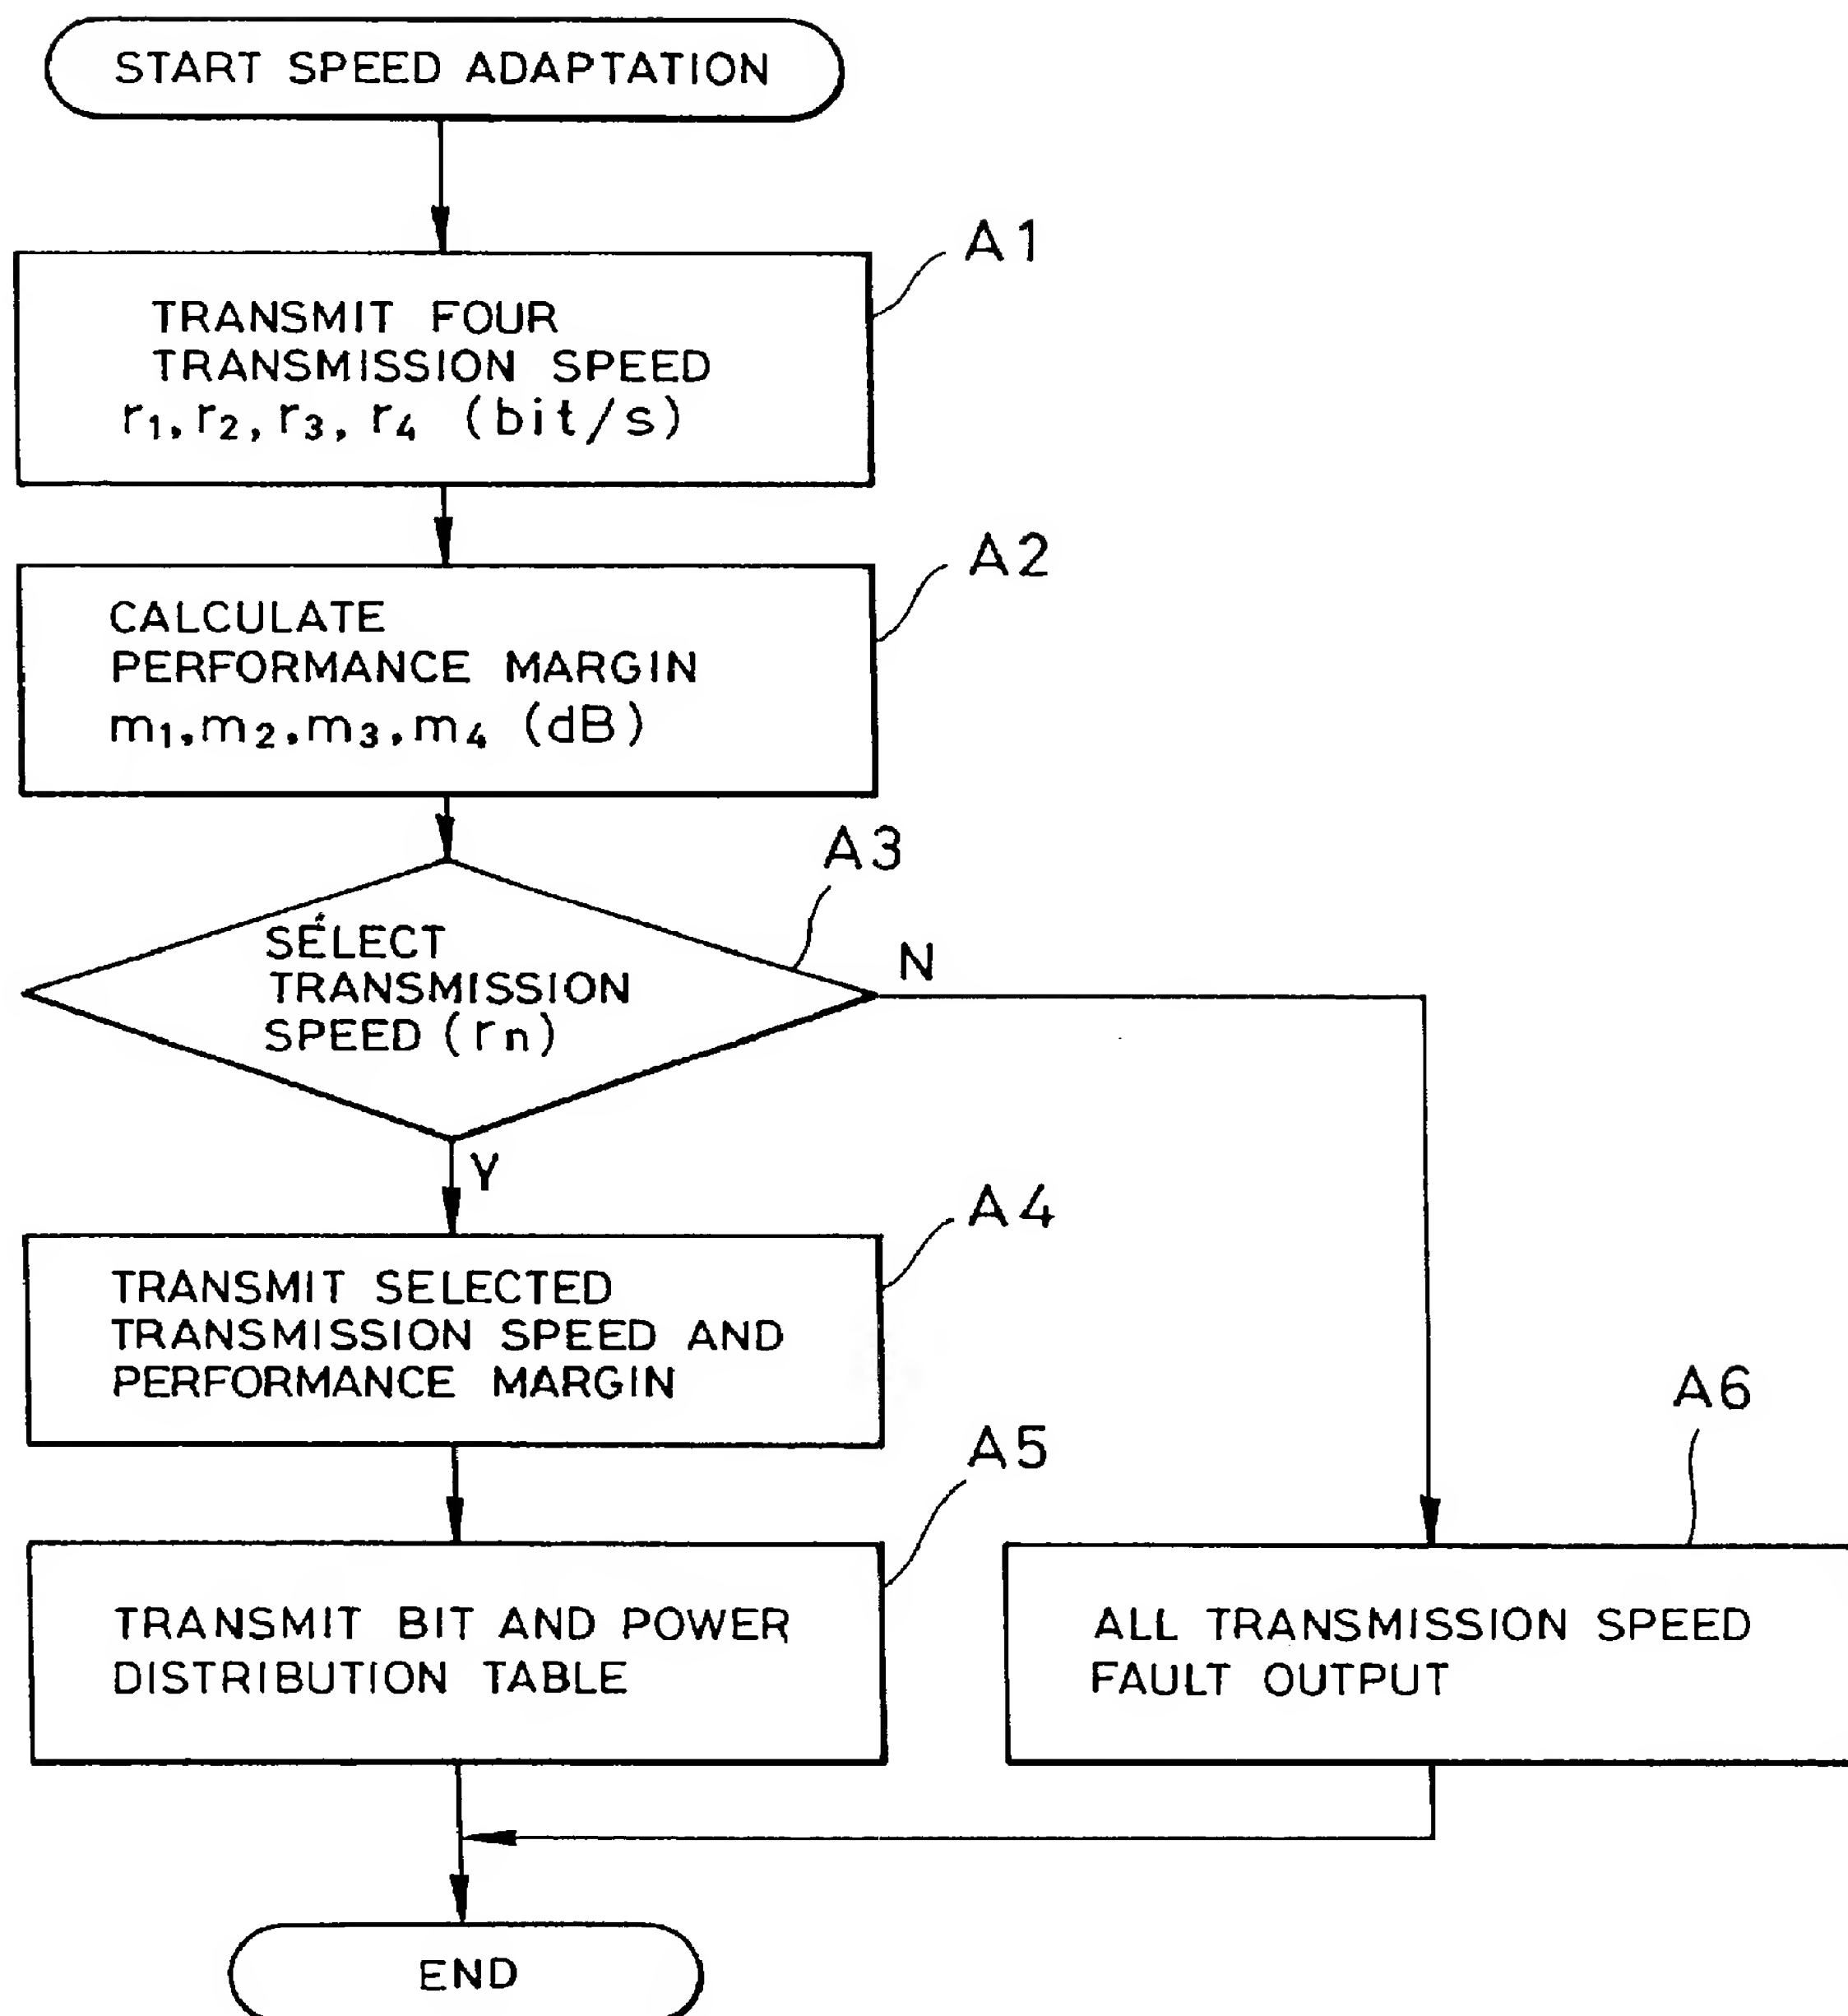 START SPEED ADAPTATION
A1
TRANSMIT FOUR
TRANSMISSION SPEED
r1, r2, r3, r4 (bit/s)
A2
CALCULATE
PERFORMANCE MARGIN
m1, m2, m3, m4 (dB)
A3
SELECT
TRANSMISSION
SPEED (rn)
N
Y
A4
TRANSMIT SELECTED
TRANSMISSION SPEED AND
PERFORMANCE MARGIN
A5
TRANSMIT BIT AND POWER
DISTRIBUTION TABLE
A6
ALL TRANSMISSION SPEED
FAULT OUTPUT
END